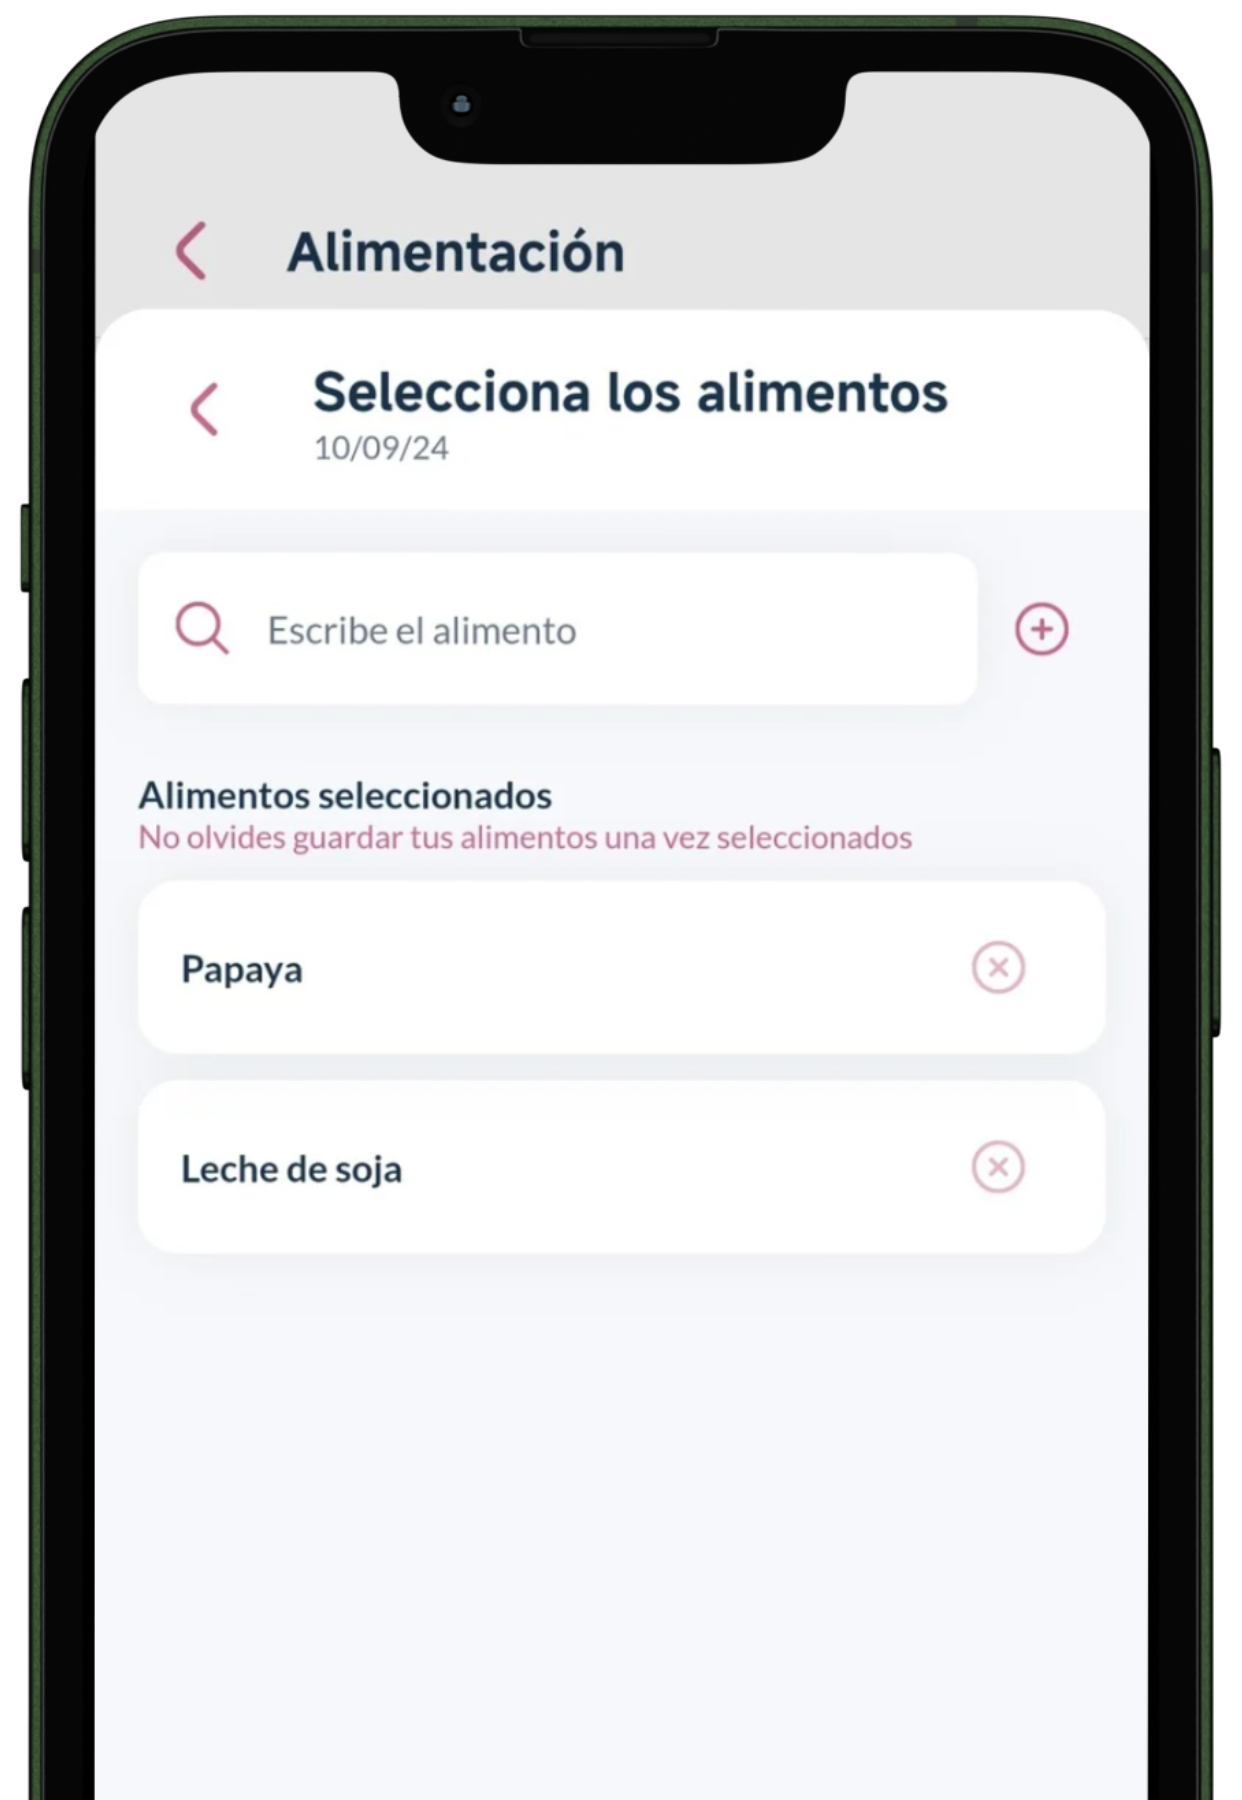 Alimentación
Selecciona los alimentos
10/09/24
Escribe el alimento
Alimentos seleccionados
No olvides guardar tus alimentos una vez seleccionados
Papaya
Leche de soja